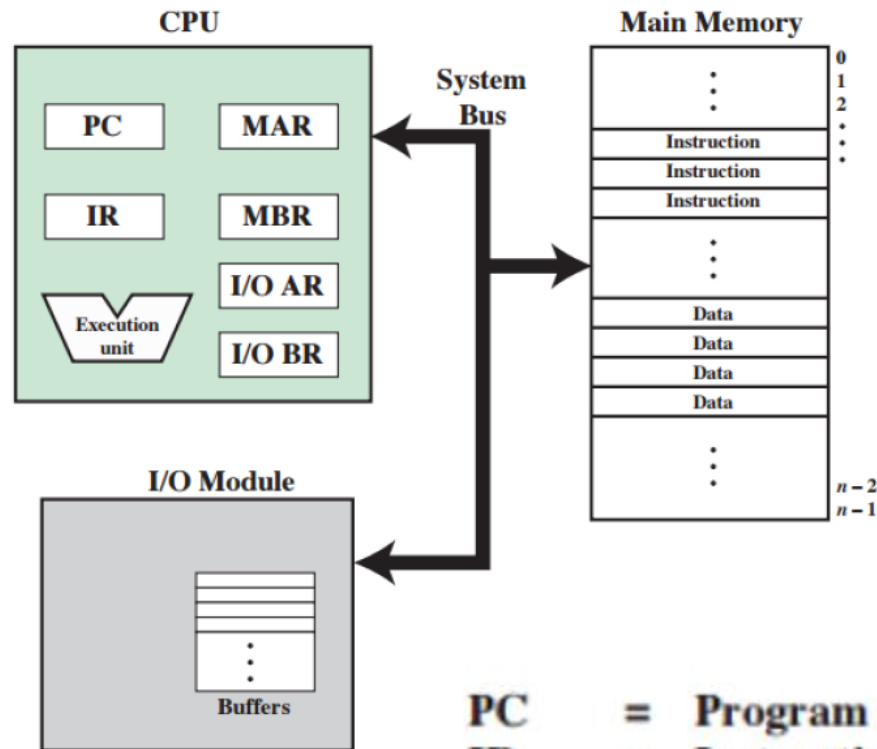 CPU
PC
MAR
IR
MBR
I/O AR
I/O BR
Execution
unit
System
Bus
Main Memory
0
1
2
Instruction
Instruction
Instruction
Data
Data
Data
Data
n – 2
n – 1
I/O Module
Buffers
PC = Program